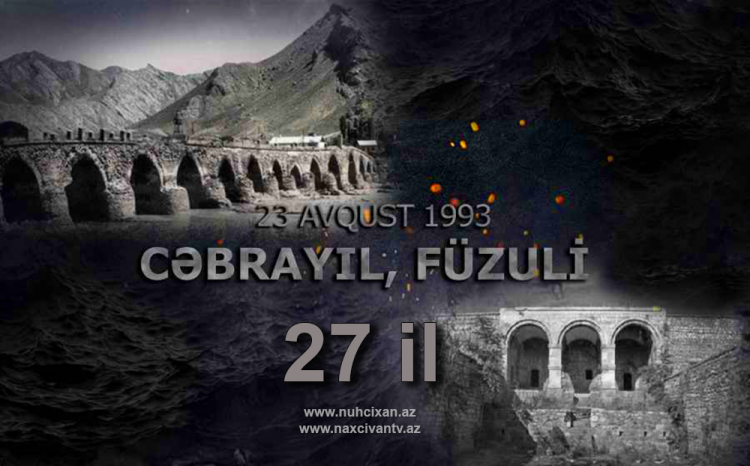 23 AVQUST 1993
CƏBRAYIL, FÜZULİ
27 il
www.nuhcixan.az
www.naxcivantv.az